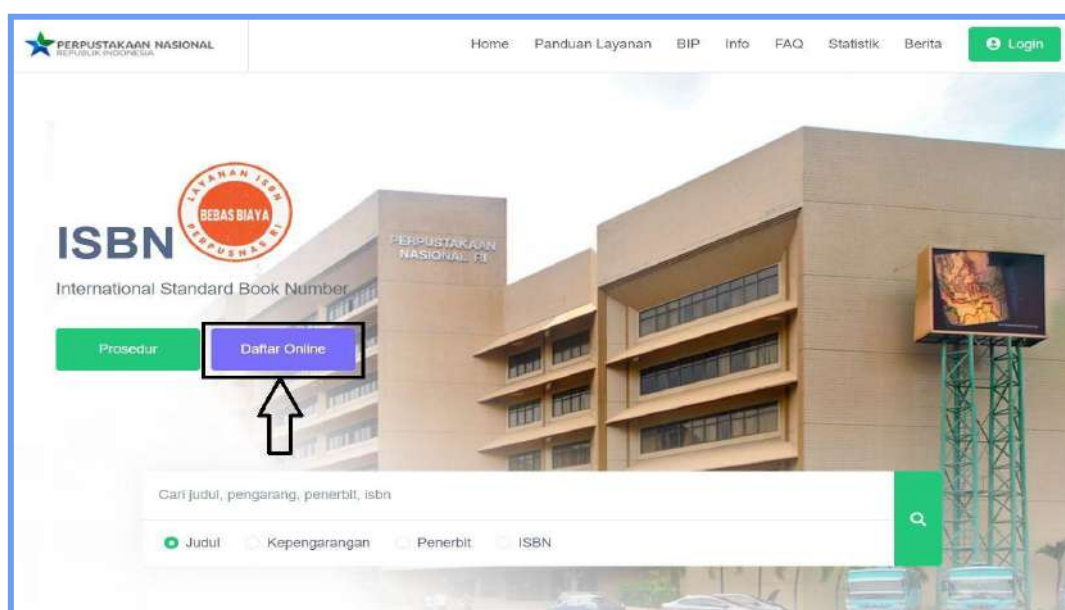 PERPUSTAKAAN NASIONAL
REPUBLIK INDONESIA
Home Panduan Layanan BIP Info FAQ Statistik Berita Login
LAYANAN ISBN
BEBAS BIAYA
PERPUSNAS RI
ISBN
International Standard Book Number
PERPUSTAKAAN
NASIONAL RI
Prosedur Daftar Online
Cari judul, pengarang, penerbit, isbn
Judul Kepengarangan Penerbit ISBN